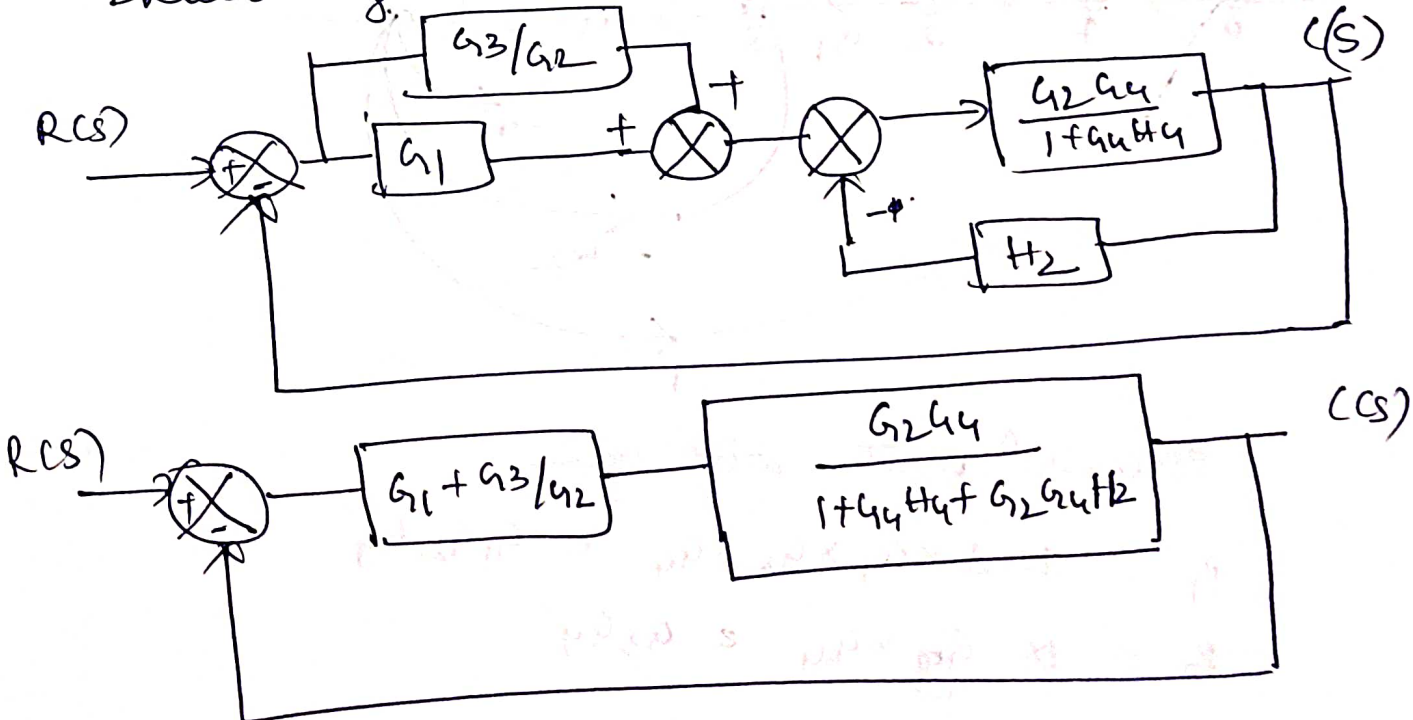 G3/G2
C(S)
R(S)
+
G1
+
+
-
G2G4
1+G4H4
-
H2
R(S)
+
-
G1+G3/G2
G2G4
1+G4H4+G2G4H2
C(S)